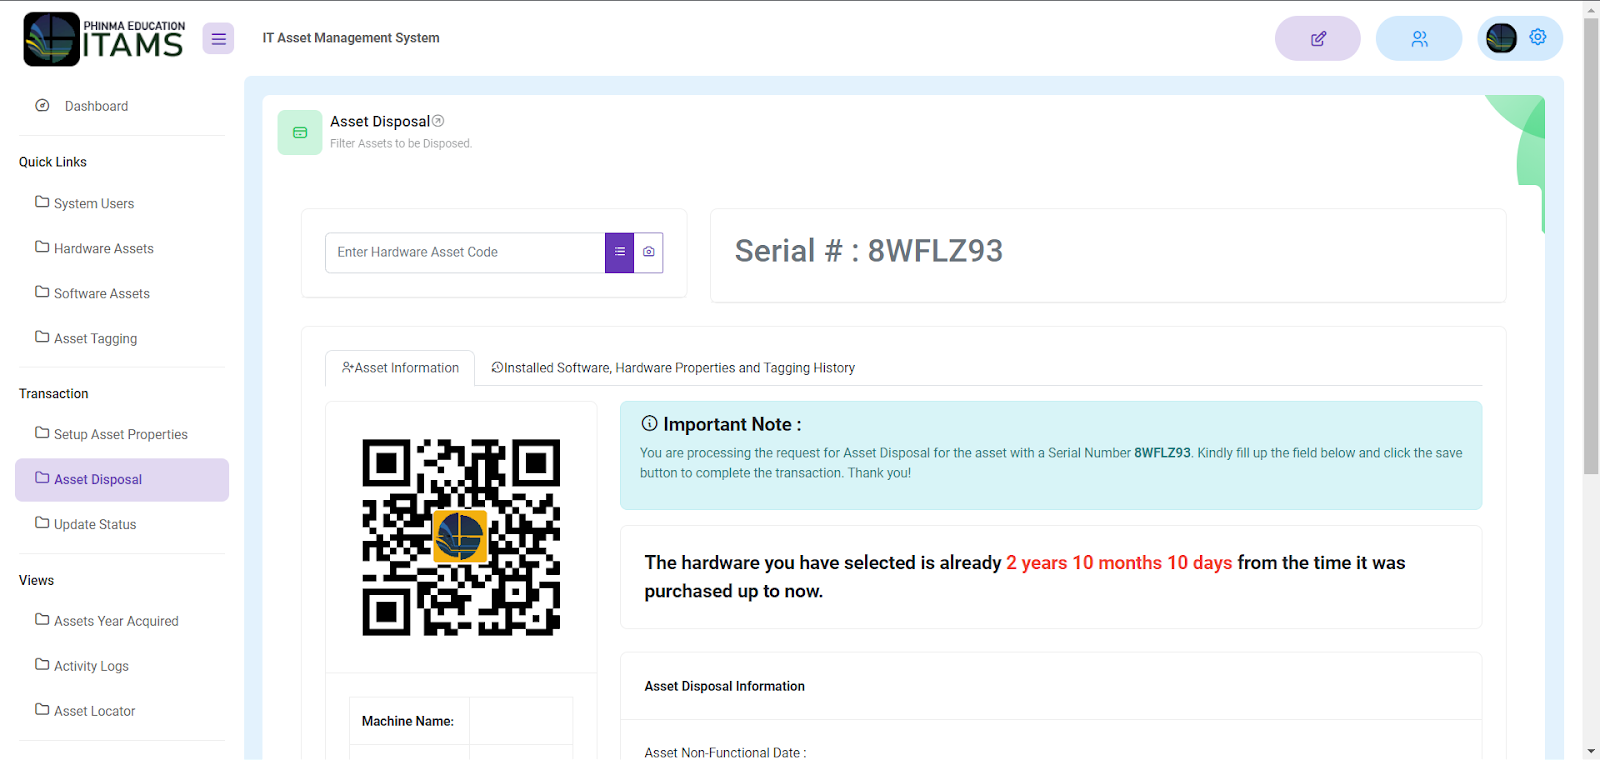 PHINMA EDUCATION
ITAMS
IT Asset Management System
Dashboard
Quick Links
System Users
Hardware Assets
Software Assets
Asset Tagging
Transaction
Setup Asset Properties
Asset Disposal
Update Status
Views
Assets Year Acquired
Activity Logs
Asset Locator
Asset Disposal
Filter Assets to be Disposed.
Enter Hardware Asset Code
Serial # : 8WFLZ93
Asset Information
Installed Software, Hardware Properties and Tagging History
Important Note :
You are processing the request for Asset Disposal for the asset with a Serial Number 8WFLZ93. Kindly fill up the field below and click the save
button to complete the transaction. Thank you!
The hardware you have selected is already 2 years 10 months 10 days from the time it was
purchased up to now.
Asset Disposal Information
Machine Name:
Asset Non-Functional Date :